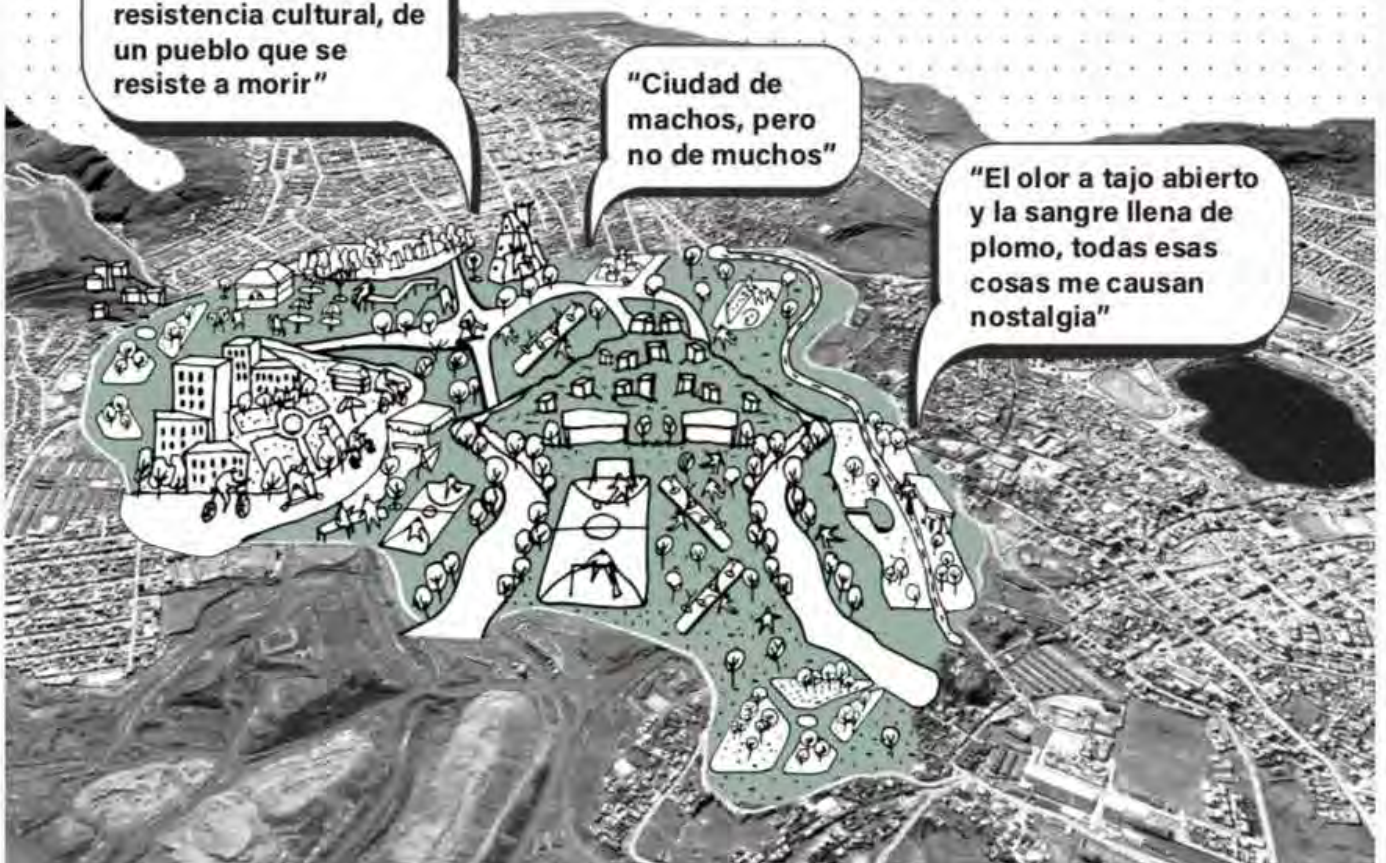 resistencia cultural, de
un pueblo que se
resiste a morir”
“Ciudad de
machos, pero
no de muchos”
“El olor a tajo abierto
y la sangre llena de
plomo, todas esas
cosas me causan
nostalgia”